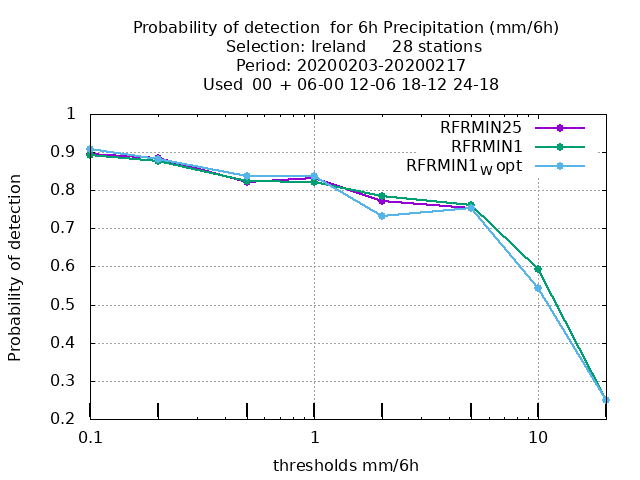 Probability of detection  for 6h Precipitation (mm/6h)
Selection: Ireland     28 stations
Period: 20200203-20200217
Used  00  + 06-00 12-06 18-12 24-18
RFRMIN25
RFRMIN1
RFRMIN1W opt
1
0.9
0.8
0.7
0.6
0.5
0.4
0.3
0.2
Probability of detection
0.1 1 10
thresholds mm/6h